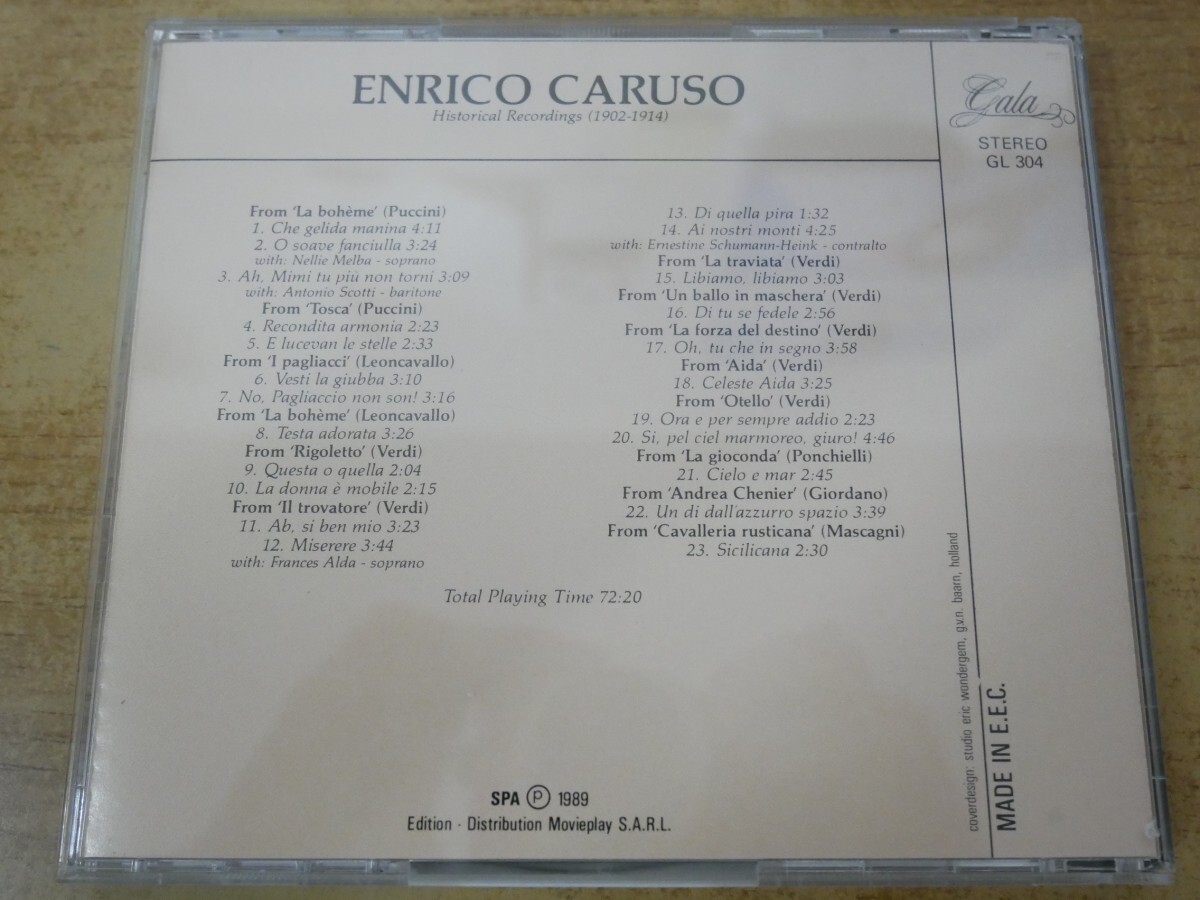 ENRICO CARUSO
Historical Recordings (1902-1914)
Gala
STEREO
GL 304
From 'La bohème' (Puccini)
1. Che gelida manina 4:11
2. O soave fanciulla 3:24
with: Nellie Melba - soprano
3. Ah, Mimi tu più non torni 3:09
with: Antonio Scotti - baritone
From 'Tosca' (Puccini)
4. Recondita armonia 2:23
5. E lucevan le stelle 2:33
From 'I pagliacci' (Leoncavallo)
6. Vesti la giubba 3:10
7. No, Pagliaccio non son! 3:16
From 'La bohème' (Leoncavallo)
8. Testa adorata 3:26
From 'Rigoletto' (Verdi)
9. Questa o quella 2:04
10. La donna è mobile 2:15
From 'Il trovatore' (Verdi)
11. Ab, si ben mio 3:23
12. Miserere 3:44
with: Frances Alda - soprano
13. Di quella pira 1:32
14. Ai nostri monti 4:25
with: Ernestine Schumann-Heink - contralto
From 'La traviata' (Verdi)
15. Libiamo, libiamo 3:03
From 'Un ballo in maschera' (Verdi)
16. Di tu se fedele 2:56
From 'La forza del destino' (Verdi)
17. Oh, tu che in segno 3:58
From 'Aida' (Verdi)
18. Celeste Aida 3:25
From 'Otello' (Verdi)
19. Ora e per sempre addio 2:23
20. Si, pel ciel marmoreo, giuro! 4:46
From 'La gioconda' (Ponchielli)
21. Cielo e mar 2:45
From 'Andrea Chenier' (Giordano)
22. Un di dall'azzurro spazio 3:39
From 'Cavalleria rusticana' (Mascagni)
23. Sicilicana 2:30
Total Playing Time 72:20
SPA ℗ 1989
Edition · Distribution Movieplay S.A.R.L.
coverdesign: studio eric wondergem, g.v.n. baarn, holland
MADE IN E.E.C.